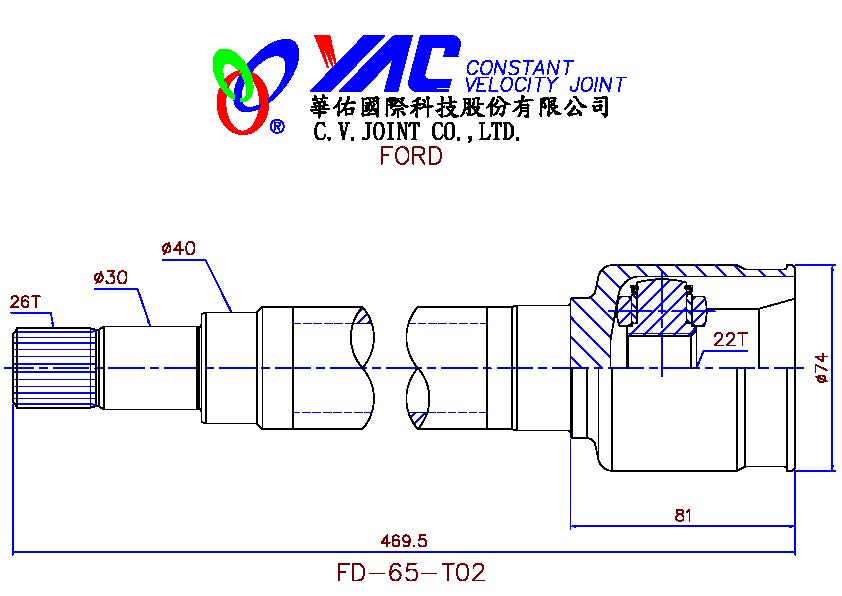 YAC CONSTANT
VELOCITY JOINT
®
華佑國際科技股份有限公司
C.V.JOINT CO.,LTD.
FORD
ø40
ø30
26T
22T
ø74
81
469.5
FD-65-T02